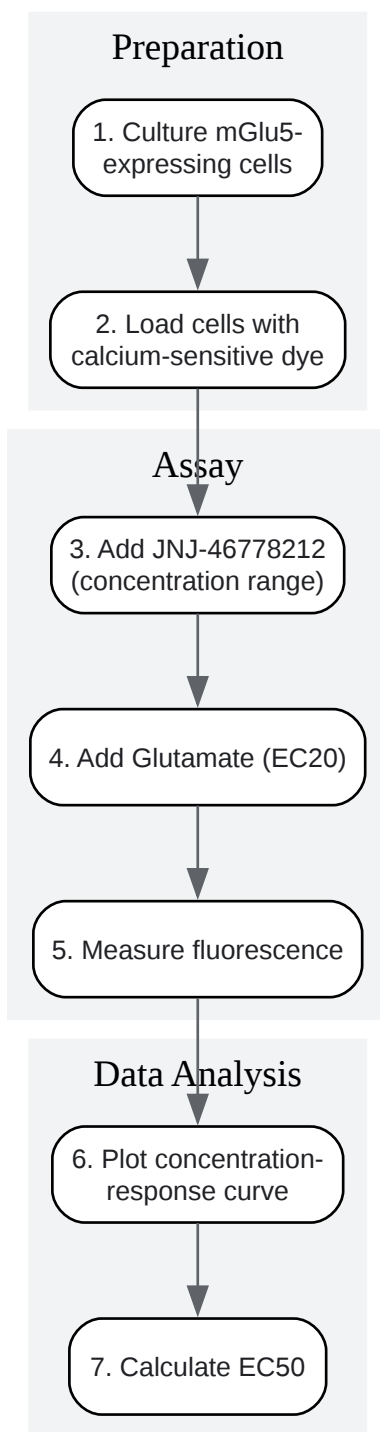 Preparation
1. Culture mGlu5-
expressing cells
2. Load cells with
calcium-sensitive dye
Assay
3. Add JNJ-46778212
(concentration range)
4. Add Glutamate (EC20)
5. Measure fluorescence
Data Analysis
6. Plot concentration-
response curve
7. Calculate EC50